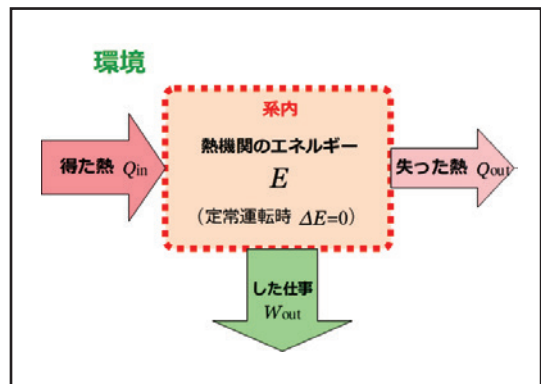 環境
系内
熱機関のエネルギー
E
（定常運転時 ΔE=0）
得た熱 Qin
失った熱 Qout
した仕事
Wout